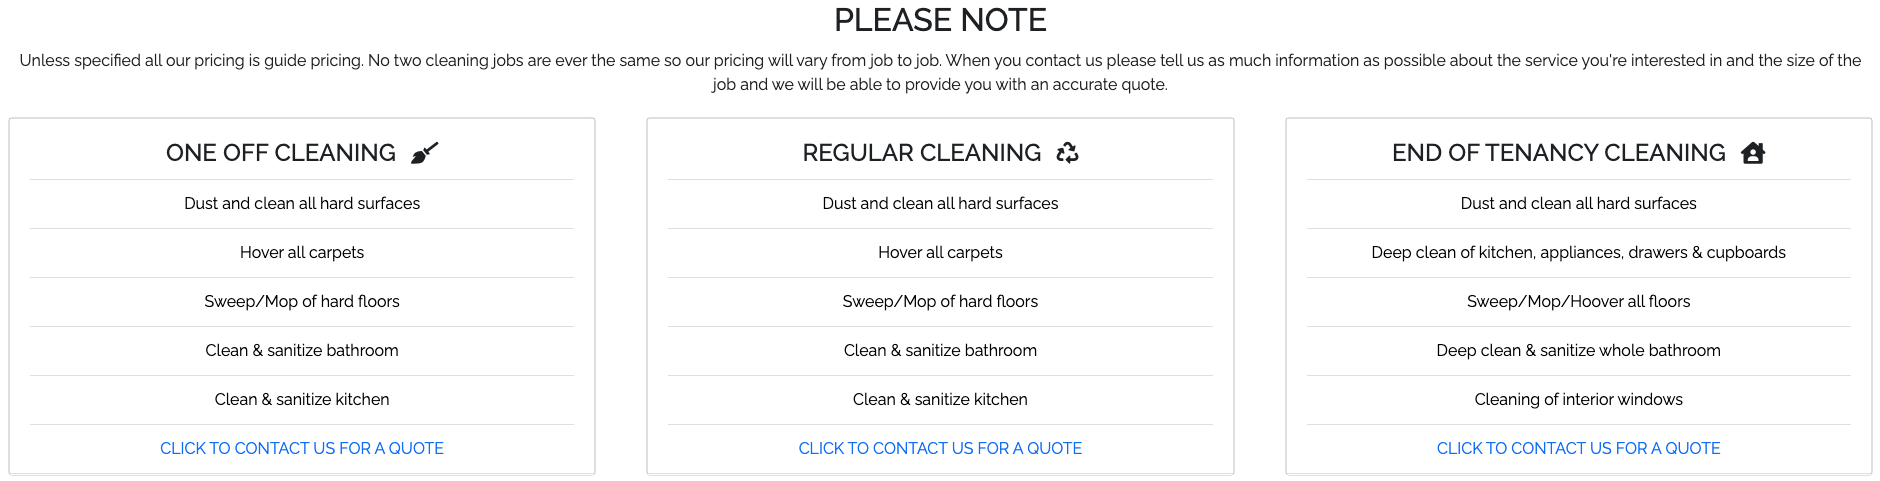 PLEASE NOTE
Unless specified all our pricing is guide pricing. No two cleaning jobs are ever the same so our pricing will vary from job to job. When you contact us please tell us as much information as possible about the service you're interested in and the size of the
job and we will be able to provide you with an accurate quote.
ONE OFF CLEANING
Dust and clean all hard surfaces
Hover all carpets
Sweep/Mop of hard floors
Clean & sanitize bathroom
Clean & sanitize kitchen
CLICK TO CONTACT US FOR A QUOTE
REGULAR CLEANING
Dust and clean all hard surfaces
Hover all carpets
Sweep/Mop of hard floors
Clean & sanitize bathroom
Clean & sanitize kitchen
CLICK TO CONTACT US FOR A QUOTE
END OF TENANCY CLEANING
Dust and clean all hard surfaces
Deep clean of kitchen, appliances, drawers & cupboards
Sweep/Mop/Hoover all floors
Deep clean & sanitize whole bathroom
Cleaning of interior windows
CLICK TO CONTACT US FOR A QUOTE